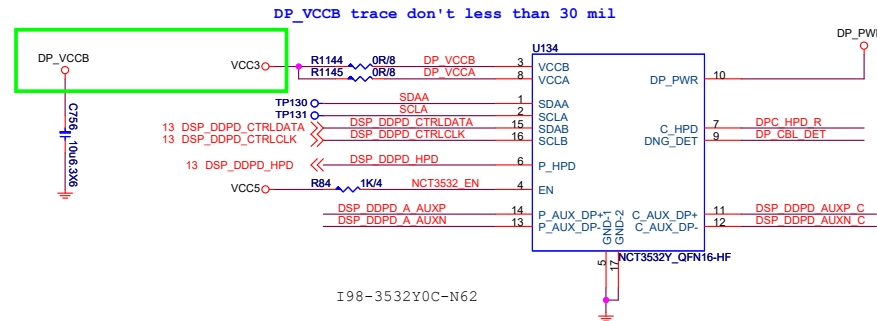 DP_VCCB trace don't less than 30 mil
DP_VCCB
VCC3
R1144 0R/8 DP_VCCB
R1145 0R/8 DP_VCCA
C756 10u6.3X6
TP130 SDAA
TP131 SCLA
13 DSP_DDPD_CTRLDATA DSP_DDPD_CTRLDATA
13 DSP_DDPD_CTRLCLK DSP_DDPD_CTRLCLK
13 DSP_DDPD_HPD DSP_DDPD_HPD
VCC5 R84 1K/4 NCT3532_EN
DSP_DDPD_A_AUXP
DSP_DDPD_A_AUXN
U134
3 VCCB
8 VCCA
1 SDAA
2 SCLA
15 SDAB
16 SCLB
6 P_HPD
4 EN
14 P_AUX_DP+
13 P_AUX_DP-
GND-1 5
GND-2 17
DP_PWR 10
C_HPD 7 DPC_HPD_R
DNG_DET 9 DP_CBL_DET
C_AUX_DP+ 11 DSP_DDPD_AUXP_C
C_AUX_DP- 12 DSP_DDPD_AUXN_C
NCT3532Y_QFN16-HF
I98-3532Y0C-N62